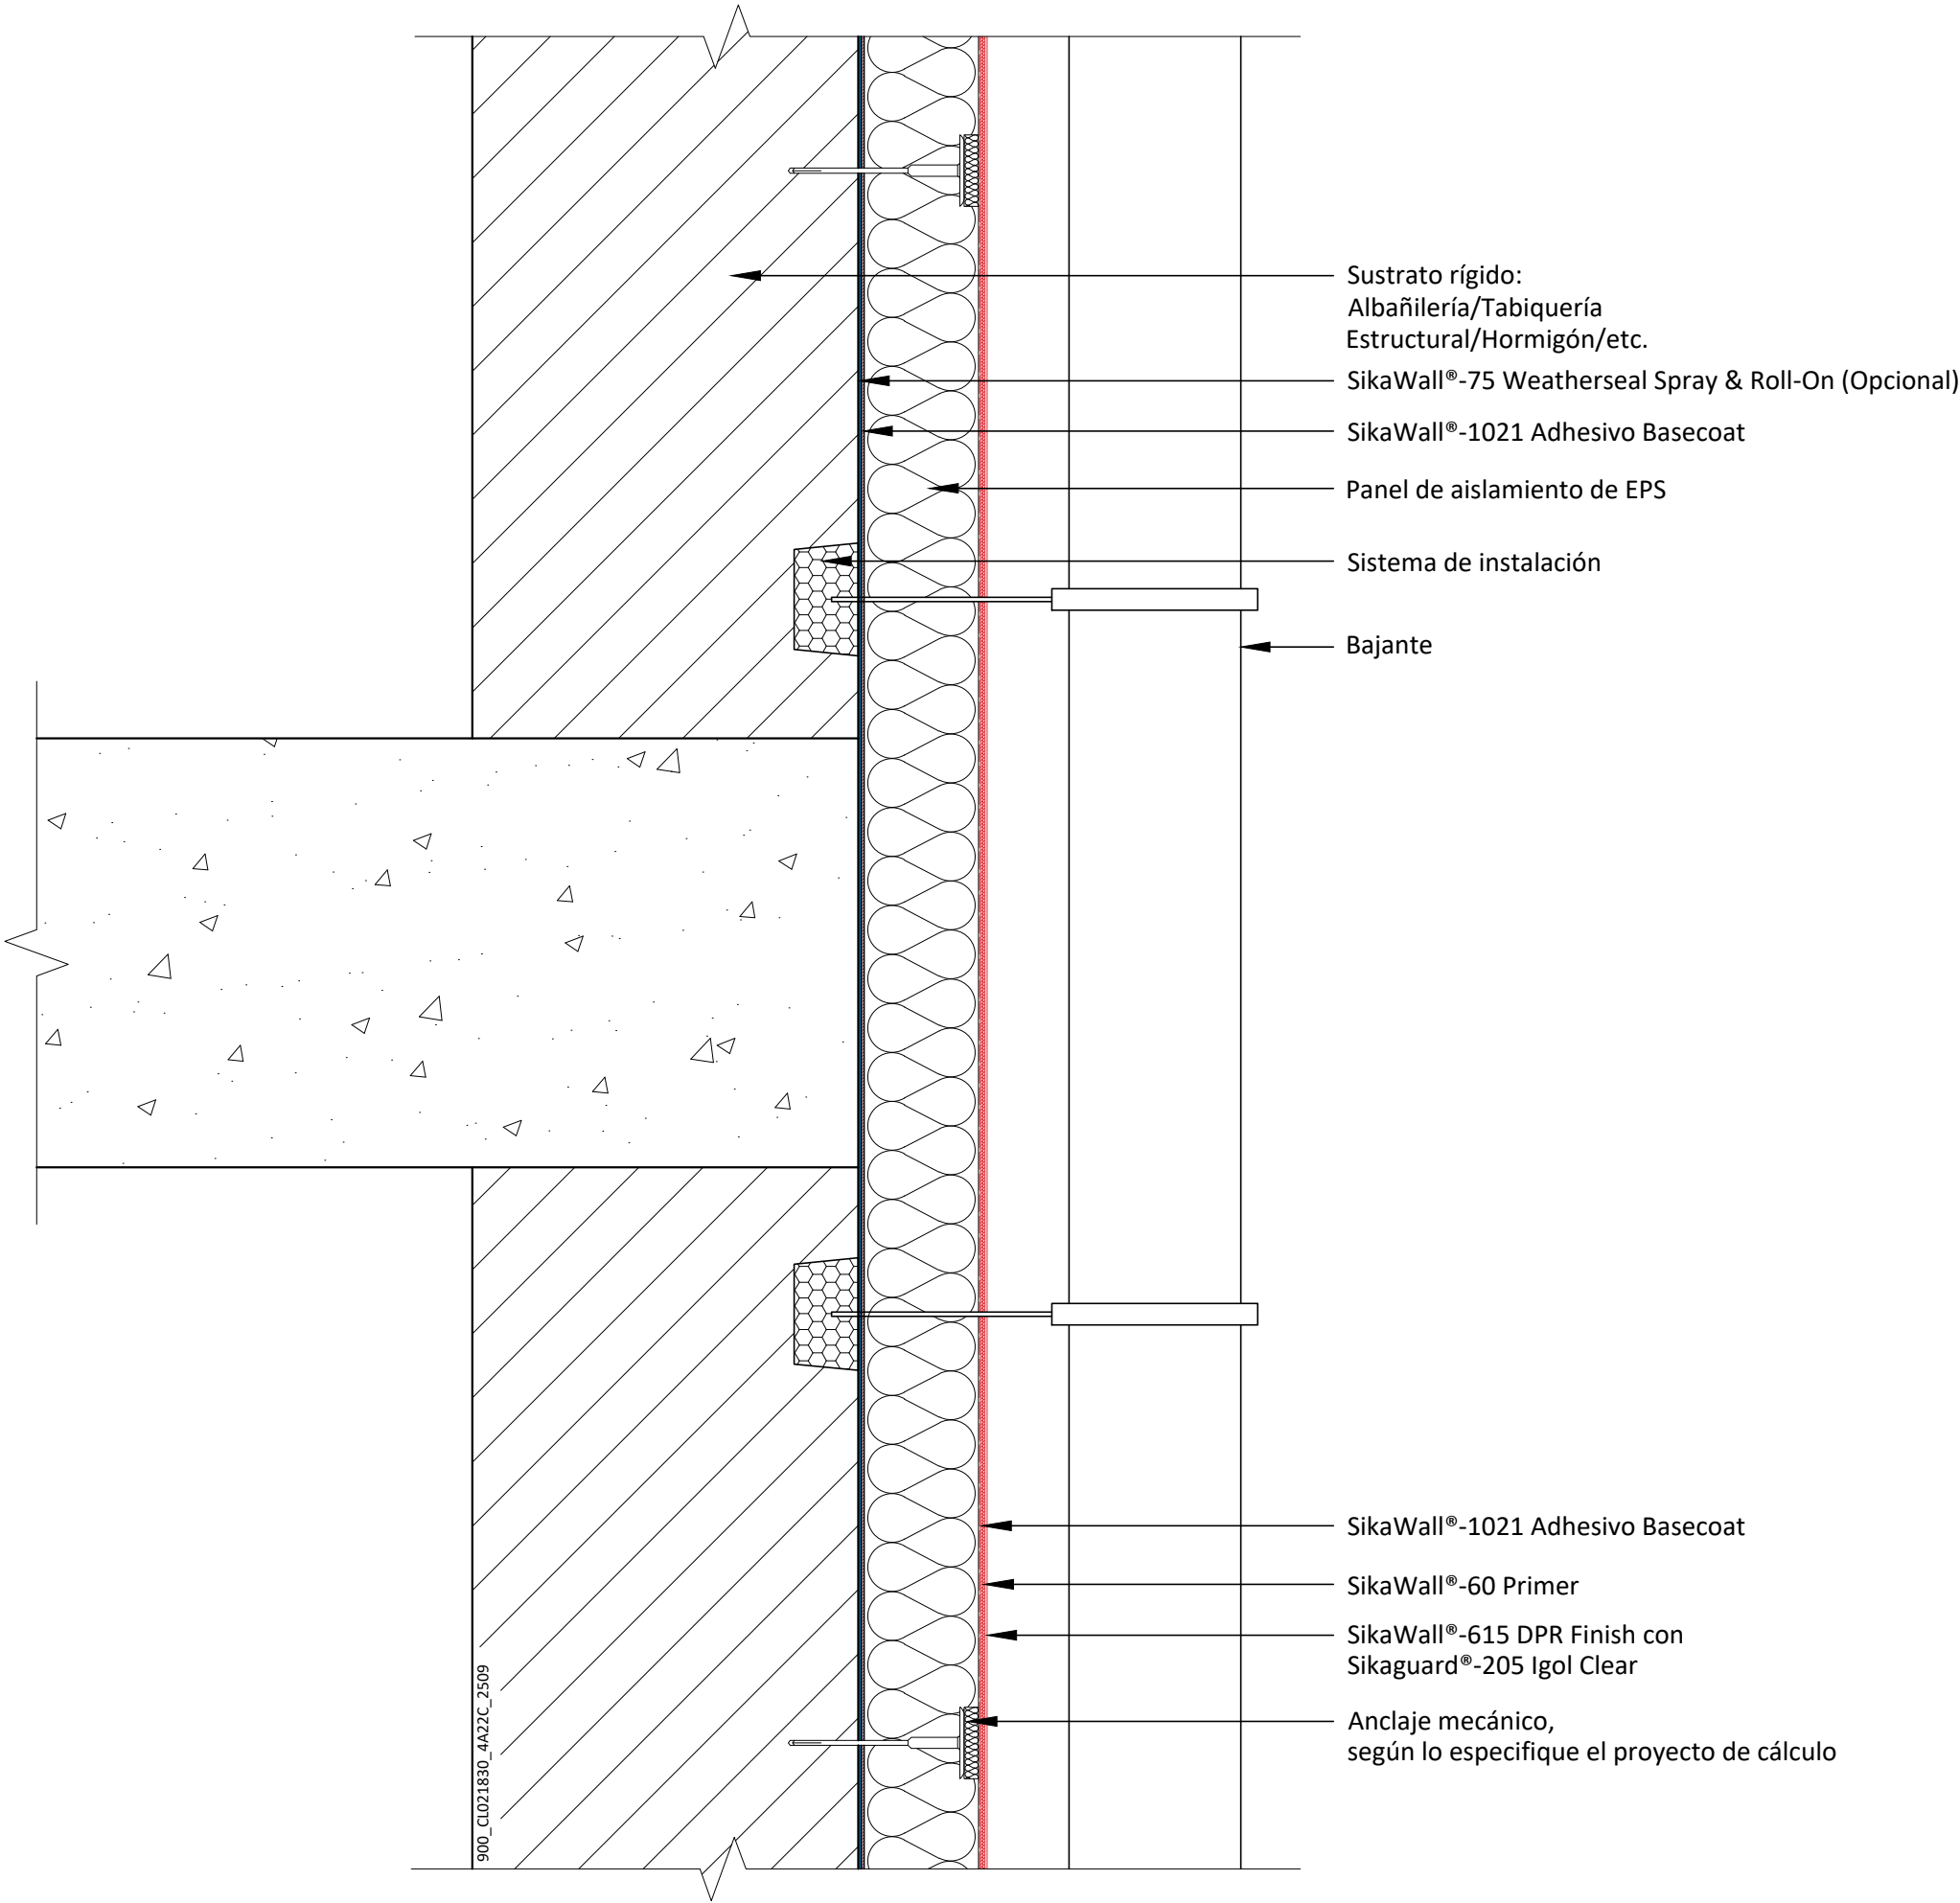 Sustrato rígido:
Albañilería/Tabiquería
Estructural/Hormigón/etc.
SikaWall®-75 Weatherseal Spray & Roll-On (Opcional)
SikaWall®-1021 Adhesivo Basecoat
Panel de aislamiento de EPS
Sistema de instalación
Bajante
SikaWall®-1021 Adhesivo Basecoat
SikaWall®-60 Primer
SikaWall®-615 DPR Finish con
Sikaguard®-205 Igol Clear
Anclaje mecánico,
según lo especifique el proyecto de cálculo
900_CL021830_4A22C_2509